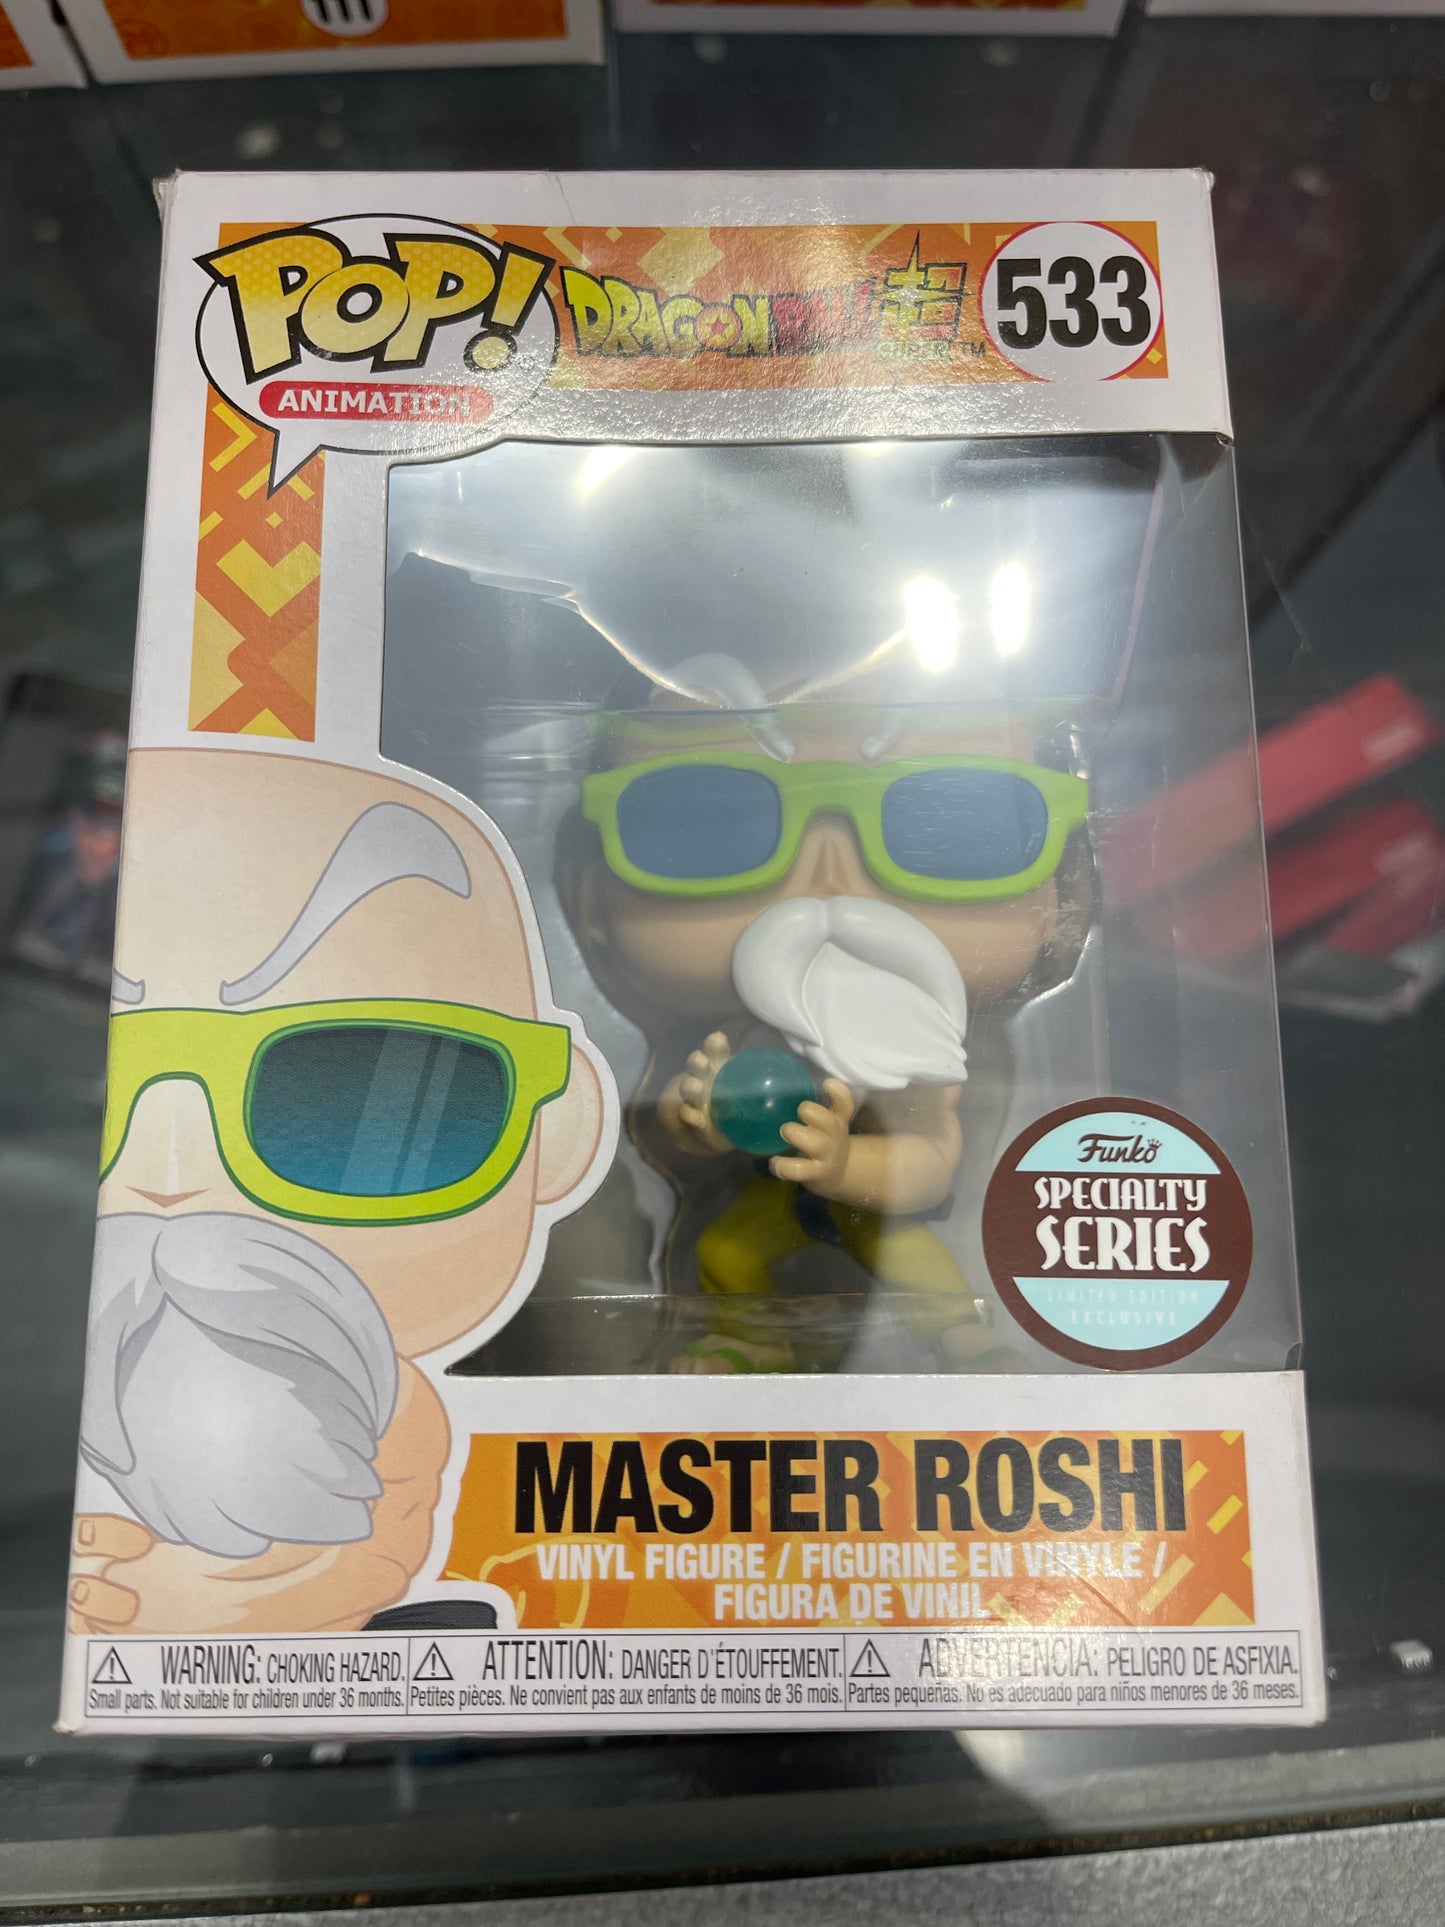 111
POP!
ANIMATION
DRAGON BALL 超
SUPER TM
533
Funko
SPECIALTY
SERIES
LIMITED EDITION
EXCLUSIVE
MASTER ROSHI
VINYL FIGURE / FIGURINE EN VINYLE /
FIGURA DE VINIL
WARNING: CHOKING HAZARD.
Small parts. Not suitable for children under 36 months.
ATTENTION: DANGER D'ÉTOUFFEMENT.
Petites pièces. Ne convient pas aux enfants de moins de 36 mois.
ADVERTENCIA: PELIGRO DE ASFIXIA.
Partes pequeñas. No es adecuado para niños menores de 36 meses.